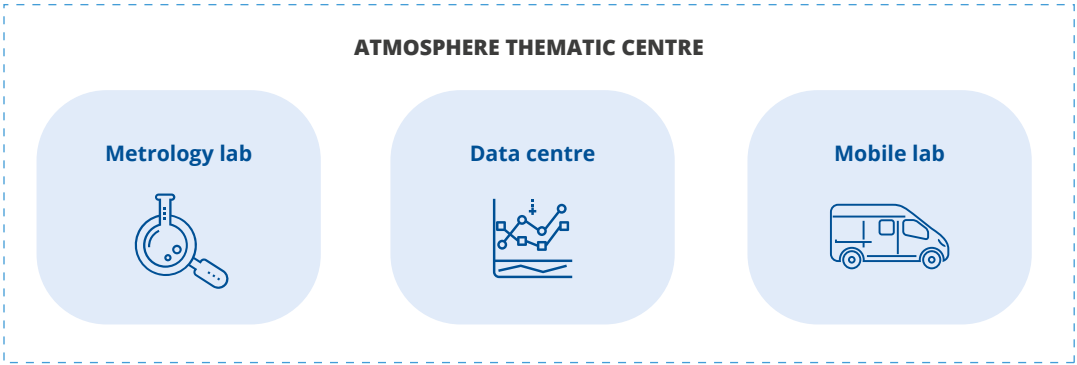 ATMOSPHERE THEMATIC CENTRE
Metrology lab
Data centre
Mobile lab